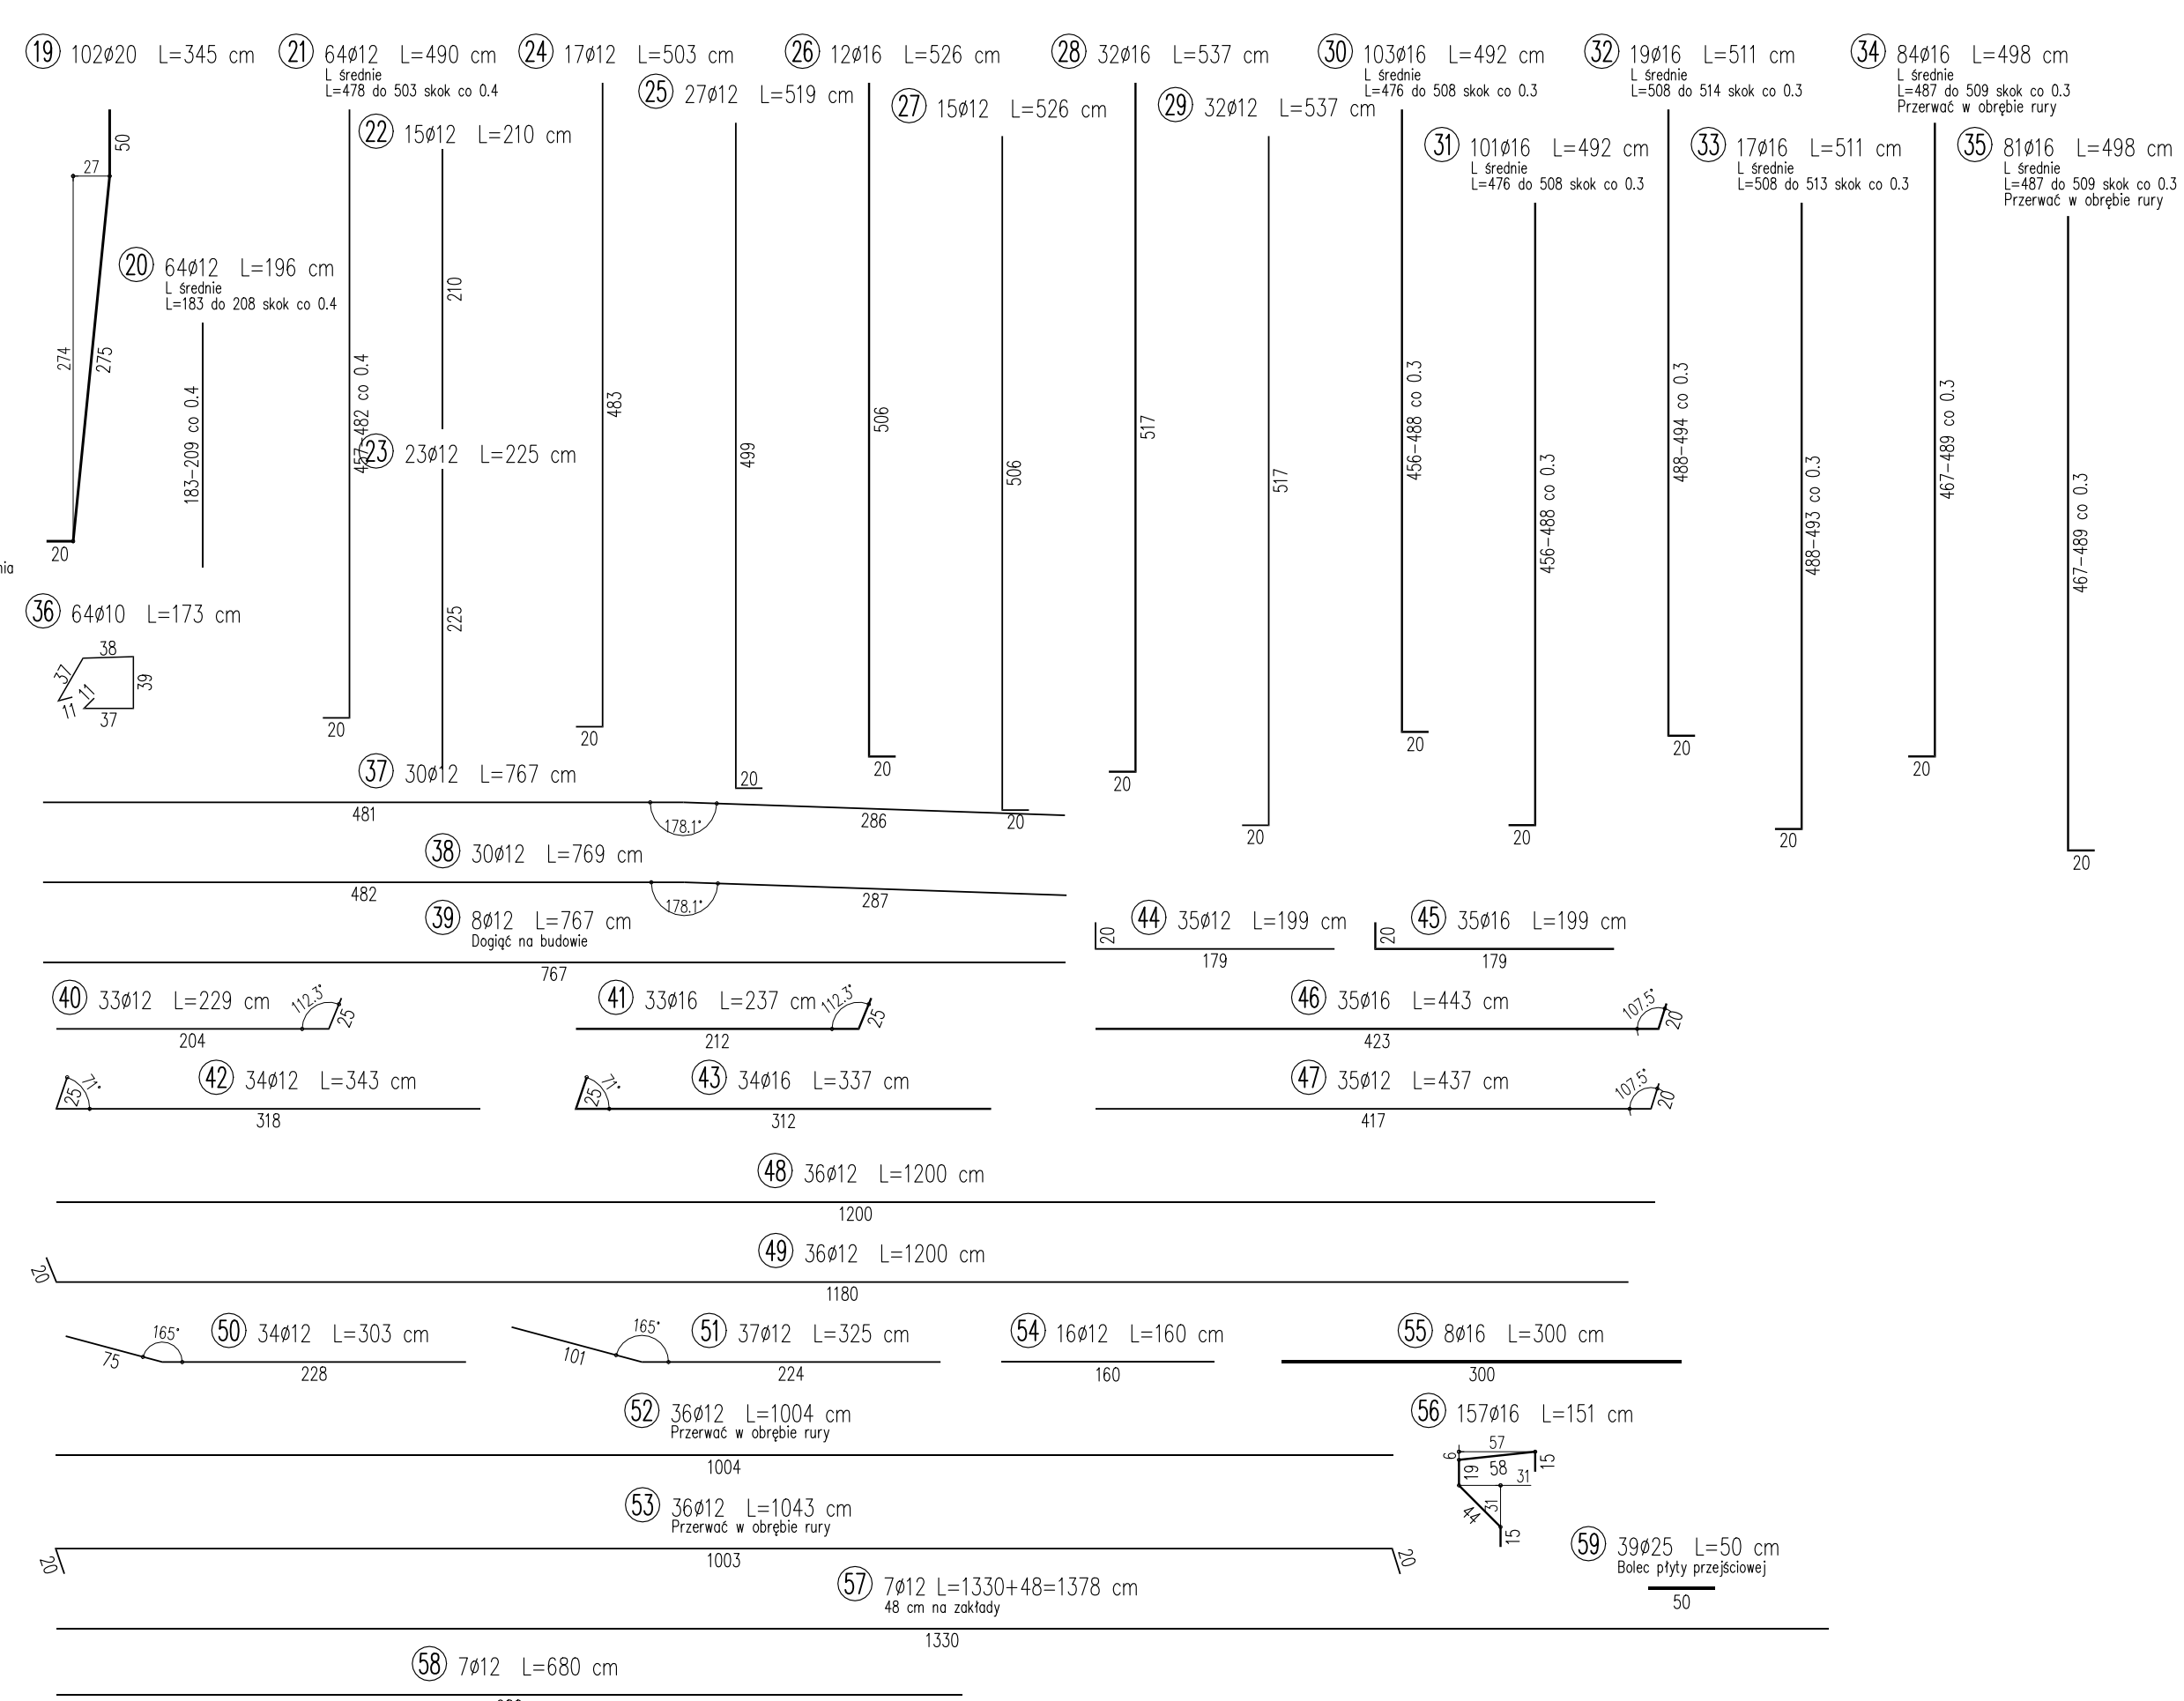 19 102ø20 L=345 cm
50
27
274
275
20
20 64ø12 L=196 cm
L średnie
L=183 do 208 skok co 0.4
183-209 co 0.4
21 64ø12 L=490 cm
L średnie
L=478 do 503 skok co 0.4
457-482 co 0.4
20
22 15ø12 L=210 cm
210
23 23ø12 L=225 cm
225
24 17ø12 L=503 cm
483
20
25 27ø12 L=519 cm
499
20
26 12ø16 L=526 cm
506
20
27 15ø12 L=526 cm
506
20
28 32ø16 L=537 cm
517
20
29 32ø12 L=537 cm
517
20
30 103ø16 L=492 cm
L średnie
L=476 do 508 skok co 0.3
456-488 co 0.3
20
31 101ø16 L=492 cm
L średnie
L=476 do 508 skok co 0.3
456-488 co 0.3
20
32 19ø16 L=511 cm
L średnie
L=508 do 514 skok co 0.3
488-494 co 0.3
20
33 17ø16 L=511 cm
L średnie
L=508 do 513 skok co 0.3
488-493 co 0.3
20
34 84ø16 L=498 cm
L średnie
L=487 do 509 skok co 0.3
Przerwać w obrębie rury
467-489 co 0.3
20
35 81ø16 L=498 cm
L średnie
L=487 do 509 skok co 0.3
Przerwać w obrębie rury
467-489 co 0.3
20
nia
36 64ø10 L=173 cm
38
37
11
39
11
37
37 30ø12 L=767 cm
481
178.1°
286
38 30ø12 L=769 cm
482
178.1°
287
39 8ø12 L=767 cm
Dogiąć na budowie
767
40 33ø12 L=229 cm
112.3°
25
204
41 33ø16 L=237 cm
112.3°
25
212
42 34ø12 L=343 cm
71°
25
318
43 34ø16 L=337 cm
71°
25
312
44 35ø12 L=199 cm
20
179
45 35ø16 L=199 cm
20
179
46 35ø16 L=443 cm
107.5°
20
423
47 35ø12 L=437 cm
107.5°
20
417
48 36ø12 L=1200 cm
1200
49 36ø12 L=1200 cm
20
1180
50 34ø12 L=303 cm
165°
75
228
51 37ø12 L=325 cm
165°
101
224
54 16ø12 L=160 cm
160
55 8ø16 L=300 cm
300
52 36ø12 L=1004 cm
Przerwać w obrębie rury
1004
56 157ø16 L=151 cm
57
6
19
58
15
31
31
44
15
53 36ø12 L=1043 cm
Przerwać w obrębie rury
20
1003
20
59 39ø25 L=50 cm
Bolec płyty przejściowej
50
57 7ø12 L=1330+48=1378 cm
48 cm na zakłady
1330
58 7ø12 L=680 cm